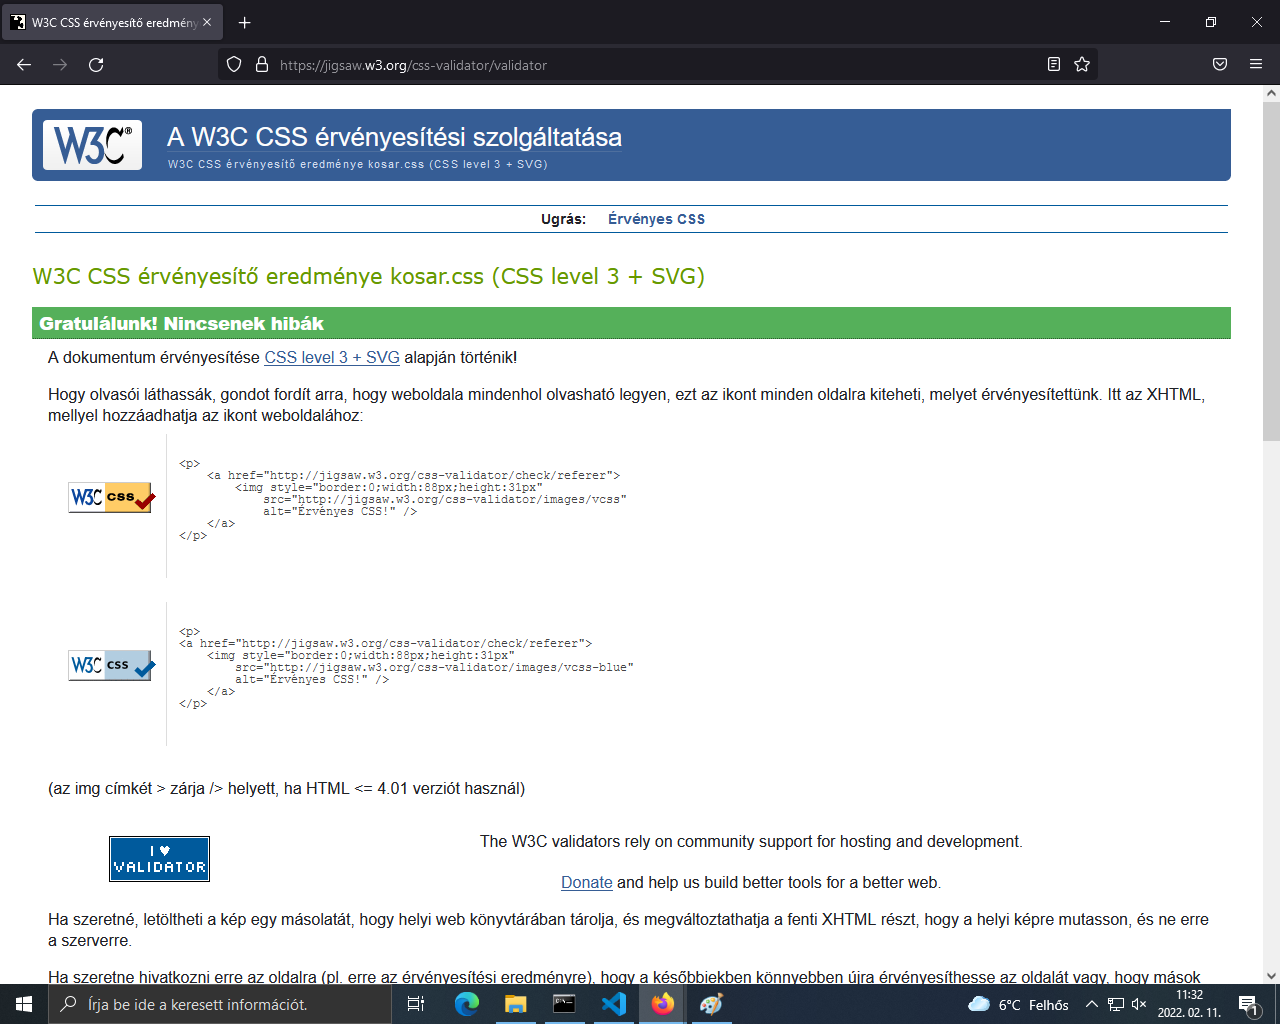 W3C CSS érvényesítő eredmény
https://jigsaw.w3.org/css-validator/validator
W3C®
A W3C CSS érvényesítési szolgáltatása
W3C CSS érvényesítő eredménye kosar.css (CSS level 3 + SVG)
Ugrás: Érvényes CSS
W3C CSS érvényesítő eredménye kosar.css (CSS level 3 + SVG)
Gratulálunk! Nincsenek hibák
A dokumentum érvényesítése CSS level 3 + SVG alapján történik!
Hogy olvasói láthassák, gondot fordít arra, hogy weboldala mindenhol olvasható legyen, ezt az ikont minden oldalra kiteheti, melyet érvényesítettünk. Itt az XHTML,
mellyel hozzáadhatja az ikont weboldalához:
W3C css
<p>
<a href="http://jigsaw.w3.org/css-validator/check/referer">
<img style="border:0;width:88px;height:31px"
src="http://jigsaw.w3.org/css-validator/images/vcss"
alt="Érvényes CSS!" />
</a>
</p>
W3C css
<p>
<a href="http://jigsaw.w3.org/css-validator/check/referer">
<img style="border:0;width:88px;height:31px"
src="http://jigsaw.w3.org/css-validator/images/vcss-blue"
alt="Érvényes CSS!" />
</a>
</p>
(az img címkét > zárja /> helyett, ha HTML <= 4.01 verziót használ)
I ♥
VALIDATOR
The W3C validators rely on community support for hosting and development.
Donate and help us build better tools for a better web.
Ha szeretné, letöltheti a kép egy másolatát, hogy helyi web könyvtárában tárolja, és megváltoztathatja a fenti XHTML részt, hogy a helyi képre mutasson, és ne erre
a szerverre.
Ha szeretne hivatkozni erre az oldalra (pl. erre az érvényesítési eredményre), hogy a későbbiekben könnyebben újra érvényesíthesse az oldalát vagy, hogy mások
Írja be ide a keresett információt.
6°C Felhős
11:32
2022. 02. 11.
1